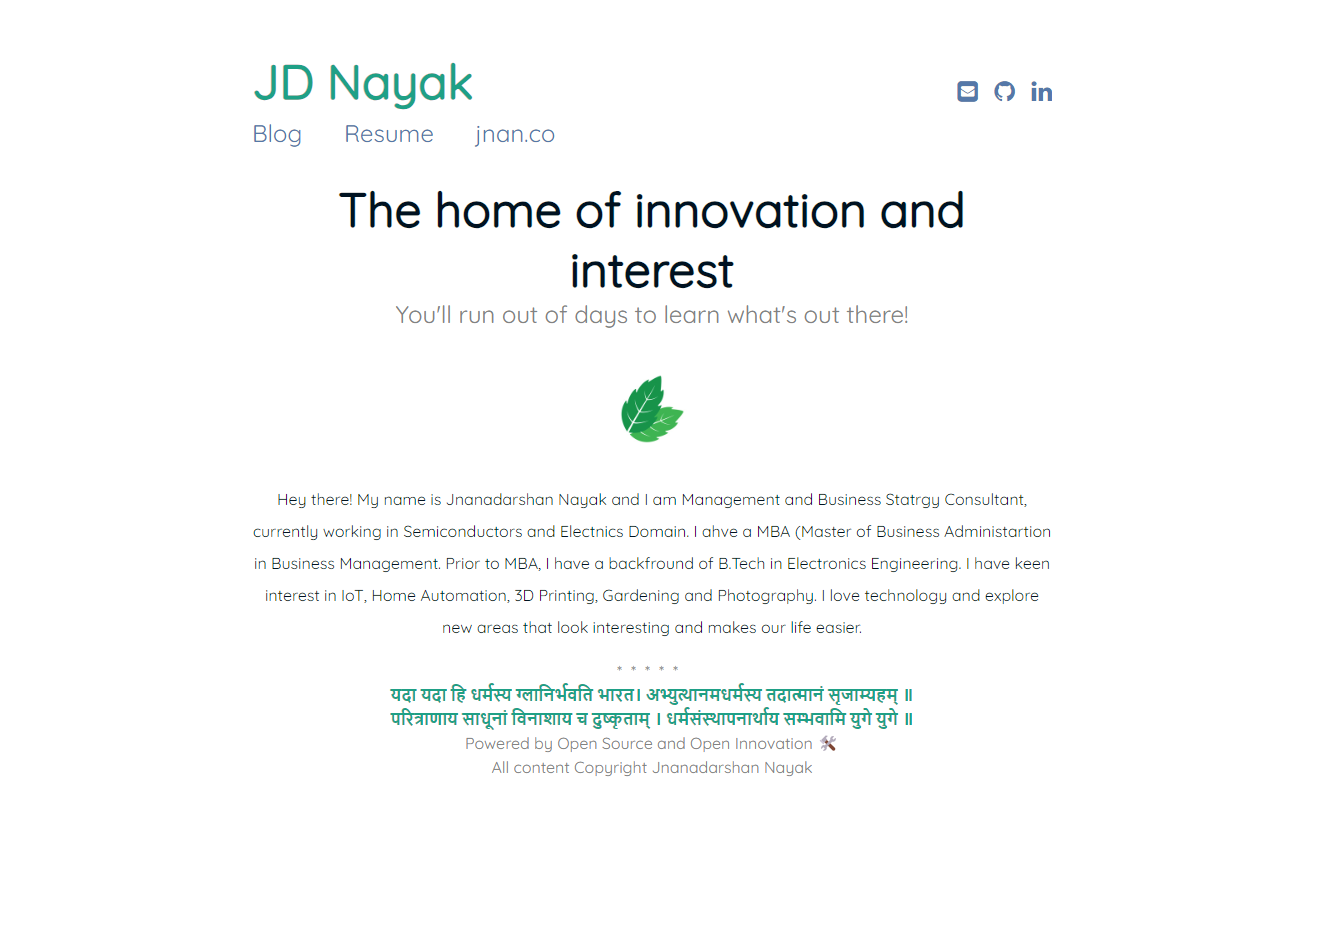 JD Nayak
Blog Resume jnan.co
The home of innovation and
interest
You'll run out of days to learn what's out there!
Hey there! My name is Jnanadarshan Nayak and I am Management and Business Statrgy Consultant,
currently working in Semiconductors and Electnics Domain. I ahve a MBA (Master of Business Administartion
in Business Management. Prior to MBA, I have a backfround of B.Tech in Electronics Engineering. I have keen
interest in IoT, Home Automation, 3D Printing, Gardening and Photography. I love technology and explore
new areas that look interesting and makes our life easier.
* * * * *
यदा यदा हि धर्मस्य ग्लानिर्भवति भारत। अभ्युत्थानमधर्मस्य तदात्मानं सृजाम्यहम् ॥
परित्राणाय साधूनां विनाशाय च दुष्कृताम् । धर्मसंस्थापनार्थाय सम्भवामि युगे युगे ॥
Powered by Open Source and Open Innovation 🛠️
All content Copyright Jnanadarshan Nayak